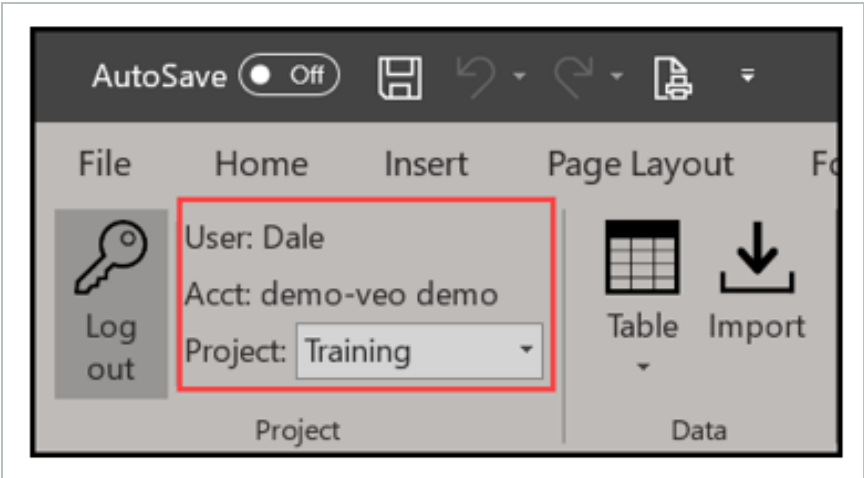 AutoSave Off
File Home Insert Page Layout
Log out
User: Dale
Acct: demo-veo demo
Project: Training
Table Import
Project Data